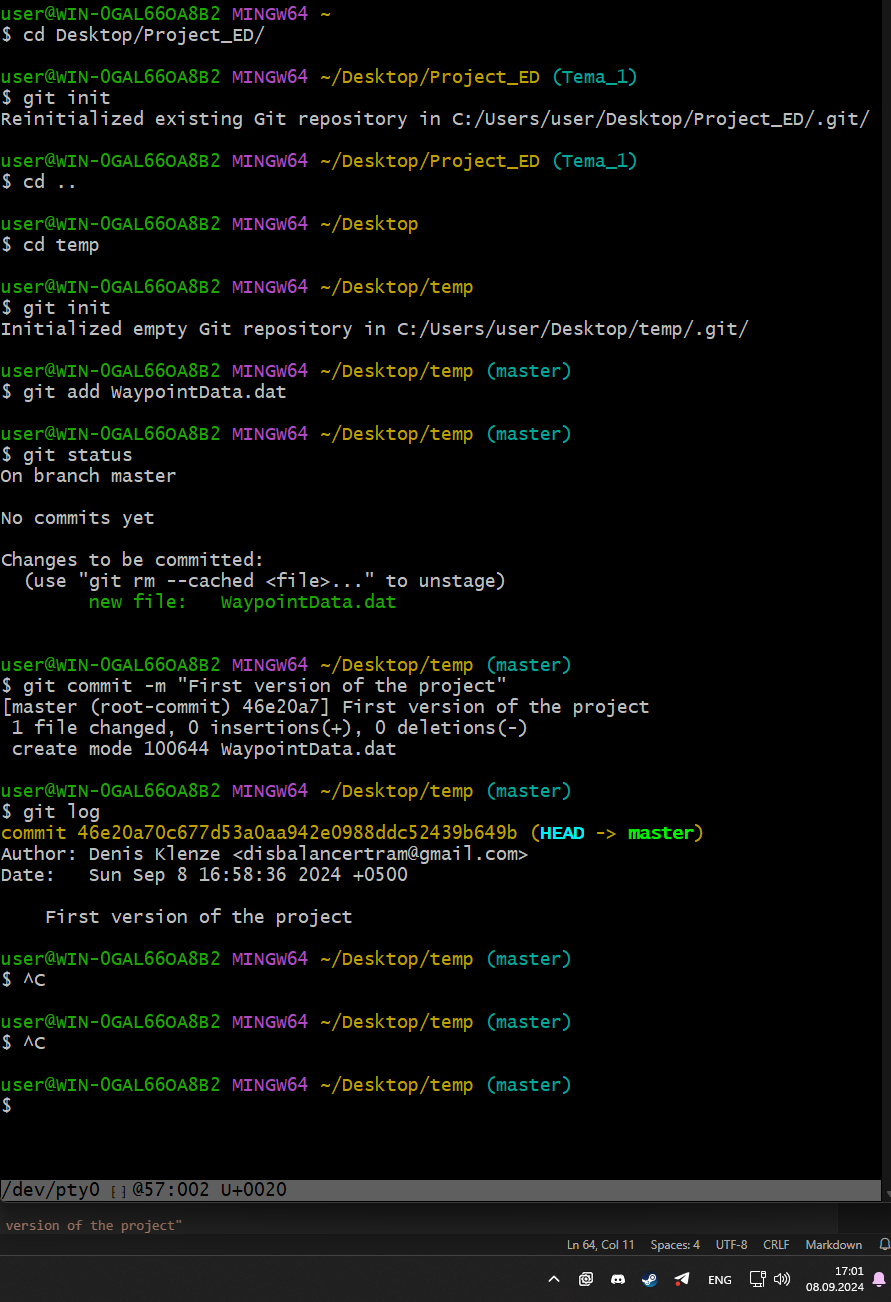 user@WIN-0GAL66OA8B2 MINGW64 ~
$ cd Desktop/Project_ED/
user@WIN-0GAL66OA8B2 MINGW64 ~/Desktop/Project_ED (Tema_1)
$ git init
Reinitialized existing Git repository in C:/Users/user/Desktop/Project_ED/.git/
user@WIN-0GAL66OA8B2 MINGW64 ~/Desktop/Project_ED (Tema_1)
$ cd ..
user@WIN-0GAL66OA8B2 MINGW64 ~/Desktop
$ cd temp
user@WIN-0GAL66OA8B2 MINGW64 ~/Desktop/temp
$ git init
Initialized empty Git repository in C:/Users/user/Desktop/temp/.git/
user@WIN-0GAL66OA8B2 MINGW64 ~/Desktop/temp (master)
$ git add WaypointData.dat
user@WIN-0GAL66OA8B2 MINGW64 ~/Desktop/temp (master)
$ git status
On branch master
No commits yet
Changes to be committed:
  (use "git rm --cached <file>..." to unstage)
        new file:   WaypointData.dat
user@WIN-0GAL66OA8B2 MINGW64 ~/Desktop/temp (master)
$ git commit -m "First version of the project"
[master (root-commit) 46e20a7] First version of the project
 1 file changed, 0 insertions(+), 0 deletions(-)
 create mode 100644 WaypointData.dat
user@WIN-0GAL66OA8B2 MINGW64 ~/Desktop/temp (master)
$ git log
commit 46e20a70c677d53a0aa942e0988ddc52439b649b (HEAD -> master)
Author: Denis Klenze <disbalancertram@gmail.com>
Date:   Sun Sep 8 16:58:36 2024 +0500
    First version of the project
user@WIN-0GAL66OA8B2 MINGW64 ~/Desktop/temp (master)
$ ^C
user@WIN-0GAL66OA8B2 MINGW64 ~/Desktop/temp (master)
$ ^C
user@WIN-0GAL66OA8B2 MINGW64 ~/Desktop/temp (master)
$
/dev/pty0 [ ] @57:002 U+0020
version of the project"
Ln 64, Col 11 Spaces: 4 UTF-8 CRLF Markdown
ENG 17:01
08.09.2024